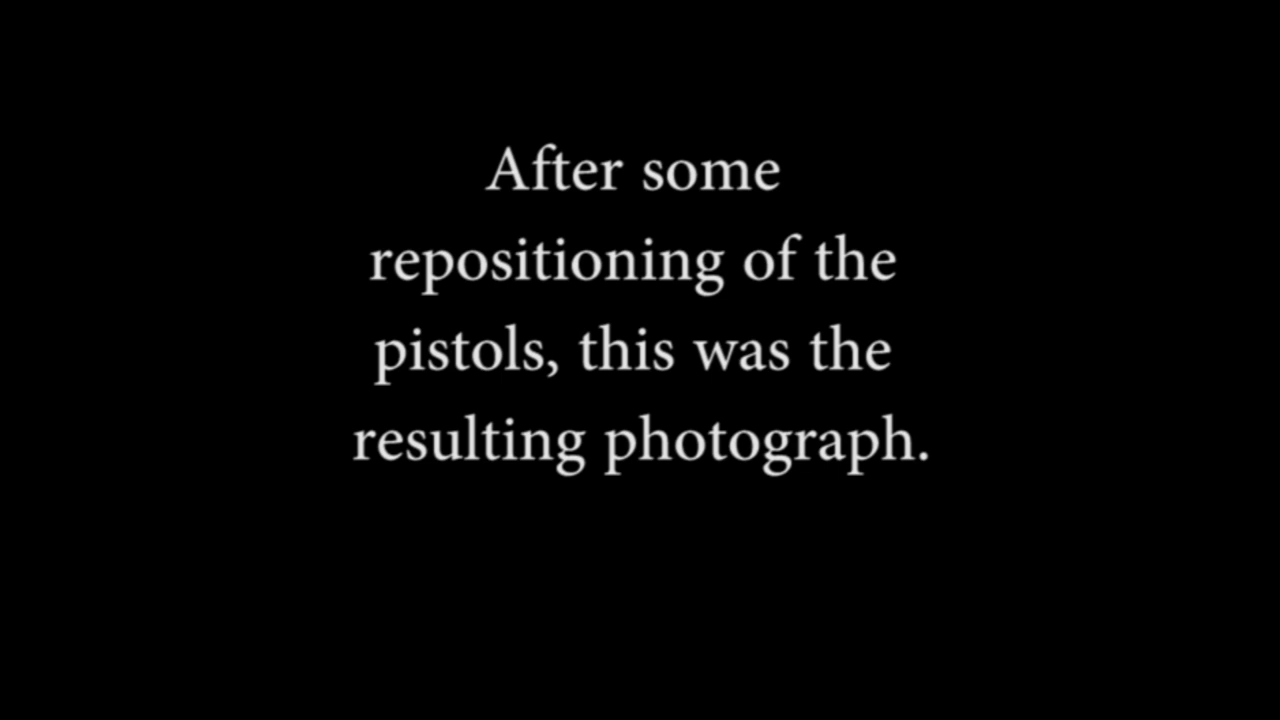 After some
repositioning of the
pistols, this was the
resulting photograph.